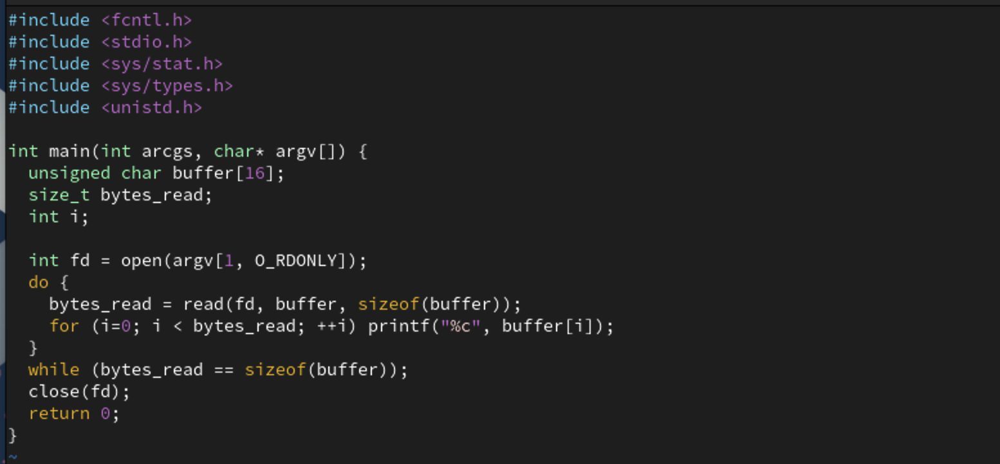 #include <fcntl.h>
#include <stdio.h>
#include <sys/stat.h>
#include <sys/types.h>
#include <unistd.h>

int main(int arcgs, char* argv[]) {
  unsigned char buffer[16];
  size_t bytes_read;
  int i;

  int fd = open(argv[1, O_RDONLY]);
  do {
    bytes_read = read(fd, buffer, sizeof(buffer));
    for (i=0; i < bytes_read; ++i) printf("%c", buffer[i]);
  }
  while (bytes_read == sizeof(buffer));
  close(fd);
  return 0;
}
~